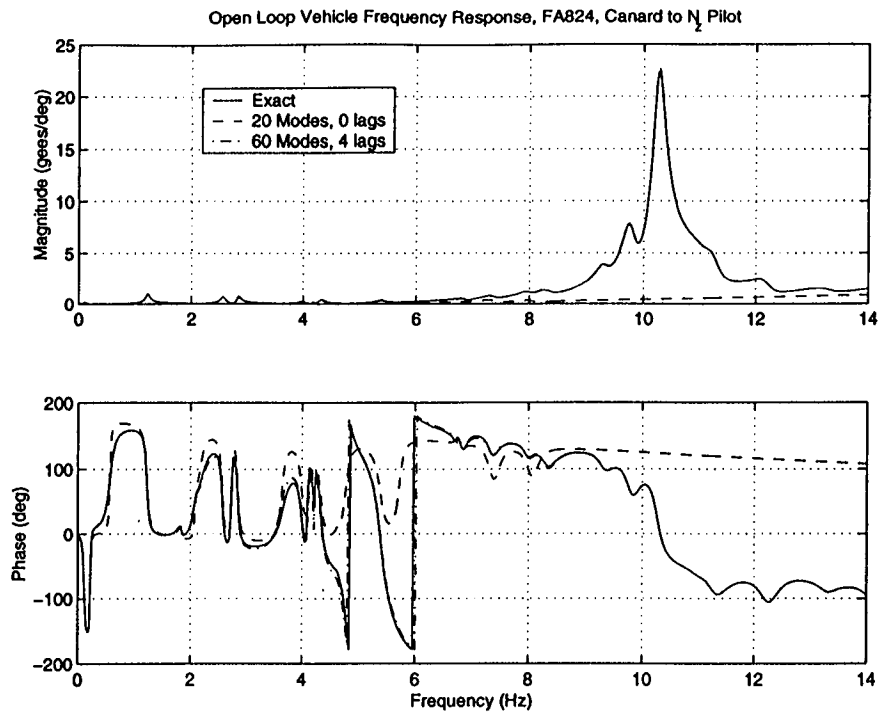 Open Loop Vehicle Frequency Response, FA824, Canard to Nz Pilot
25
20
15
10
5
0
Magnitude (gees/deg)
Exact
20 Modes, 0 lags
60 Modes, 4 lags
0 2 4 6 8 10 12 14
200
100
0
-100
-200
Phase (deg)
0 2 4 6 8 10 12 14
Frequency (Hz)